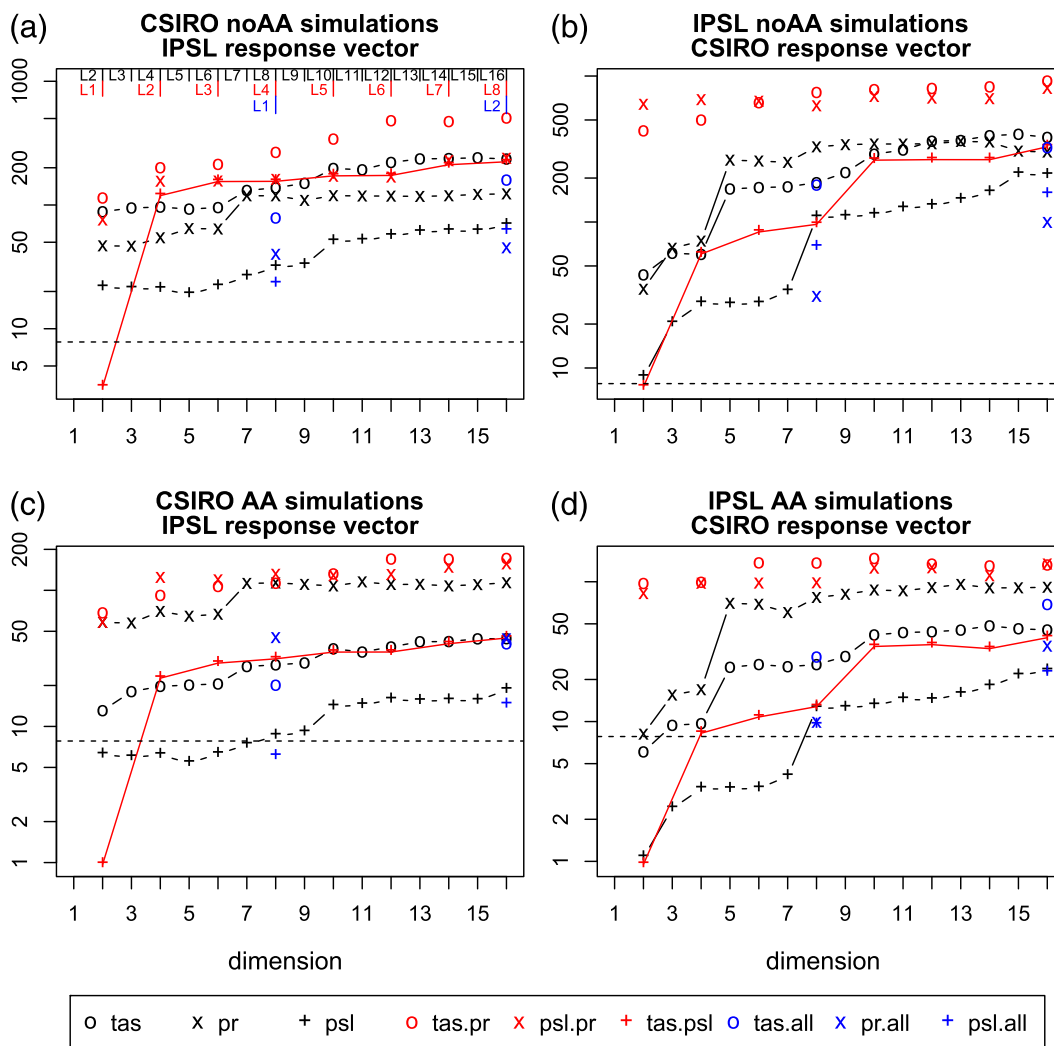 (a)
CSIRO noAA simulations
IPSL response vector
L2 L3 L4 L5 L6 L7 L8 L9 L10 L11 L12 L13 L14 L15 L16
L1 L2 L3 L4 L5 L6 L7 L8
L1 L2
1000
200
50
10
5
1 3 5 7 9 11 13 15
(b)
IPSL noAA simulations
CSIRO response vector
500
200
50
20
10
1 3 5 7 9 11 13 15
(c)
CSIRO AA simulations
IPSL response vector
200
50
20
10
5
2
1
1 3 5 7 9 11 13 15
dimension
(d)
IPSL AA simulations
CSIRO response vector
50
20
10
5
2
1
1 3 5 7 9 11 13 15
dimension
o tas x pr + psl o tas.pr x psl.pr + tas.psl o tas.all x pr.all + psl.all